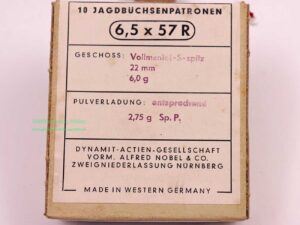 10 JAGDBÜCHSENPATRONEN
6,5 x 57 R
GESCHOSS: Vollmantel-S-spitz
22 mm
6,0 g
PULVERLADUNG: entsprechend
2,75 g Sp. P.
DYNAMIT-ACTIEN-GESELLSCHAFT
VORM. ALFRED NOBEL & CO.
ZWEIGNIEDERLASSUNG NÜRNBERG
MADE IN WESTERN GERMANY